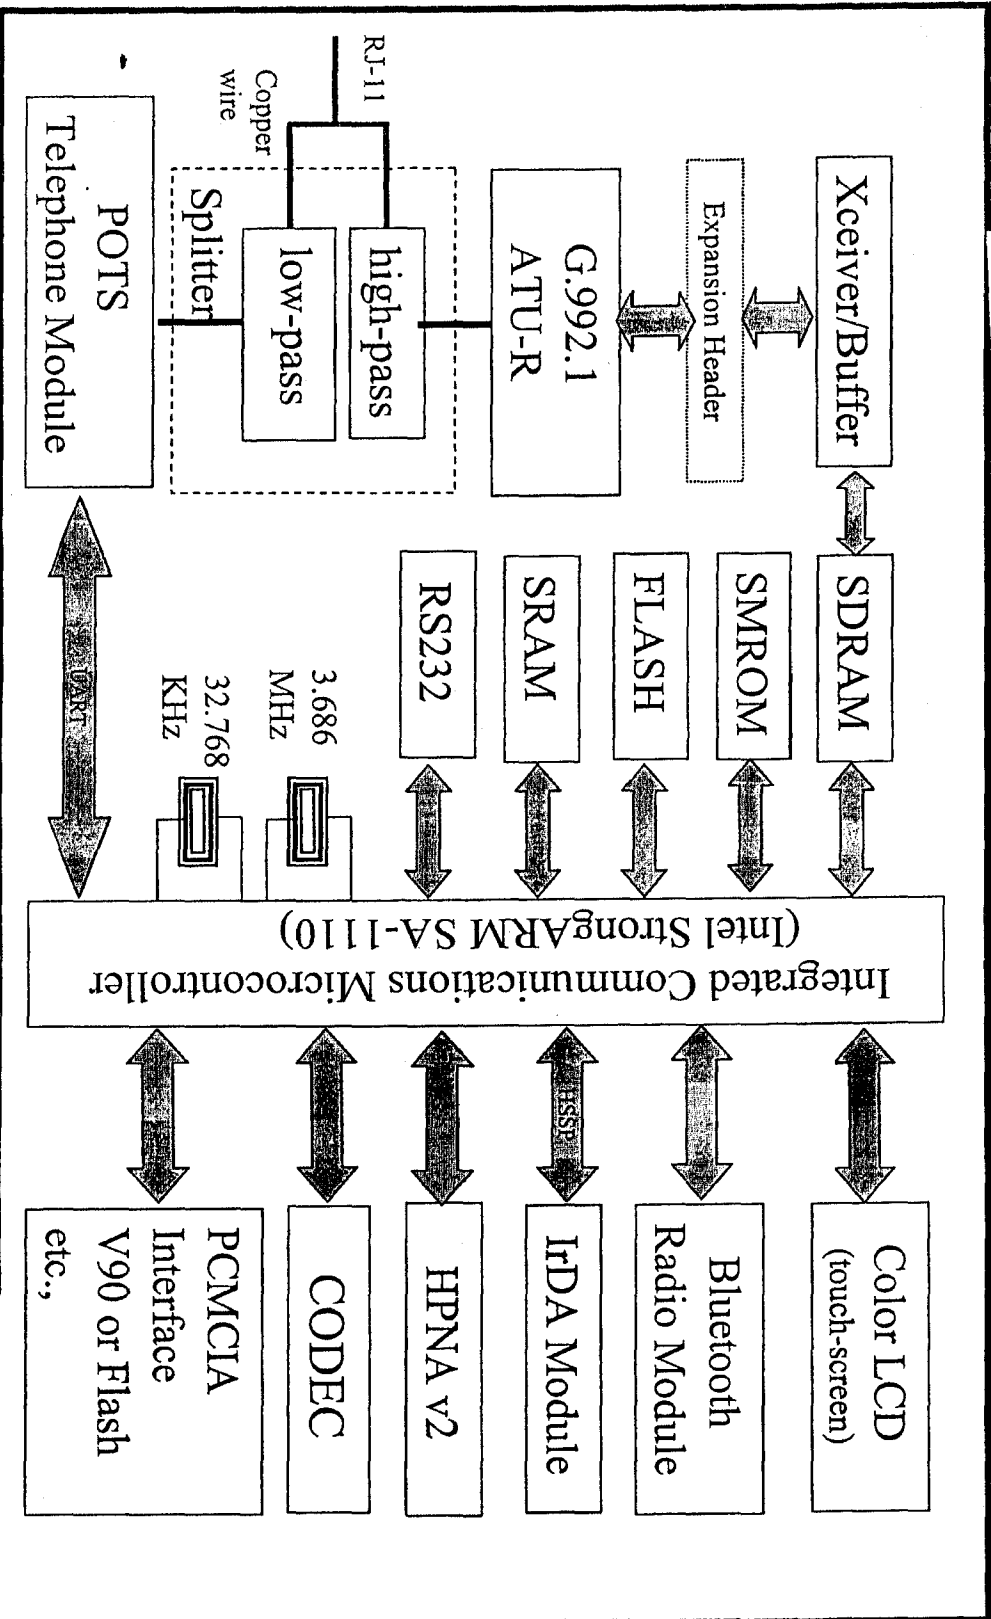 Xceiver/Buffer
Expansion Header
G.992.1
ATU-R
high-pass
low-pass
Splitter
RJ-11
Copper
wire
POTS
Telephone Module
SDRAM
SMROM
FLASH
SRAM
RS232
3.686
MHz
32.768
KHz
UART
Integrated Communications Microcontroller
(Intel StrongARM SA-1110)
Color LCD
(touch-screen)
Bluetooth
Radio Module
HSSP
IrDA Module
HPNA v2
CODEC
PCMCIA
Interface
V90 or Flash
etc.,